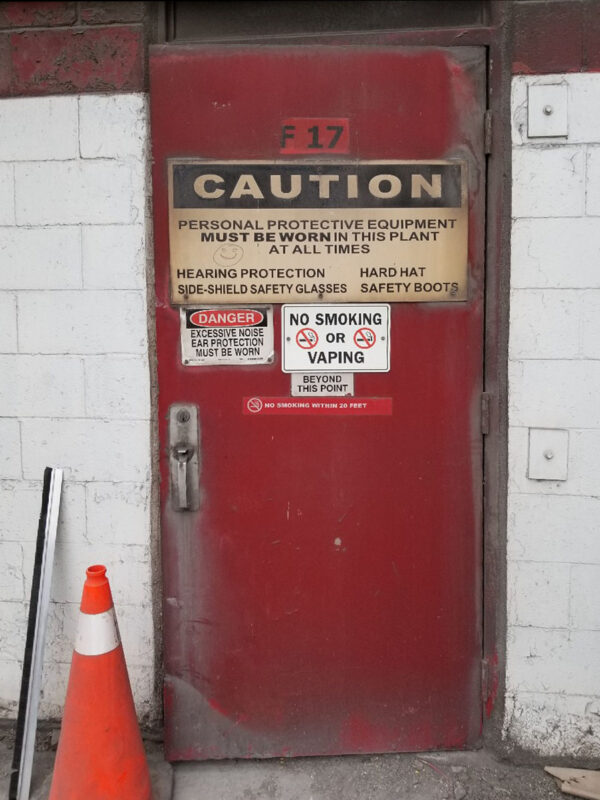 F 17
CAUTION
PERSONAL PROTECTIVE EQUIPMENT
MUST BE WORN IN THIS PLANT
AT ALL TIMES
HEARING PROTECTION HARD HAT
SIDE-SHIELD SAFETY GLASSES SAFETY BOOTS
DANGER
EXCESSIVE NOISE
EAR PROTECTION
MUST BE WORN
NO SMOKING
OR
VAPING
BEYOND
THIS POINT
NO SMOKING WITHIN 20 FEET